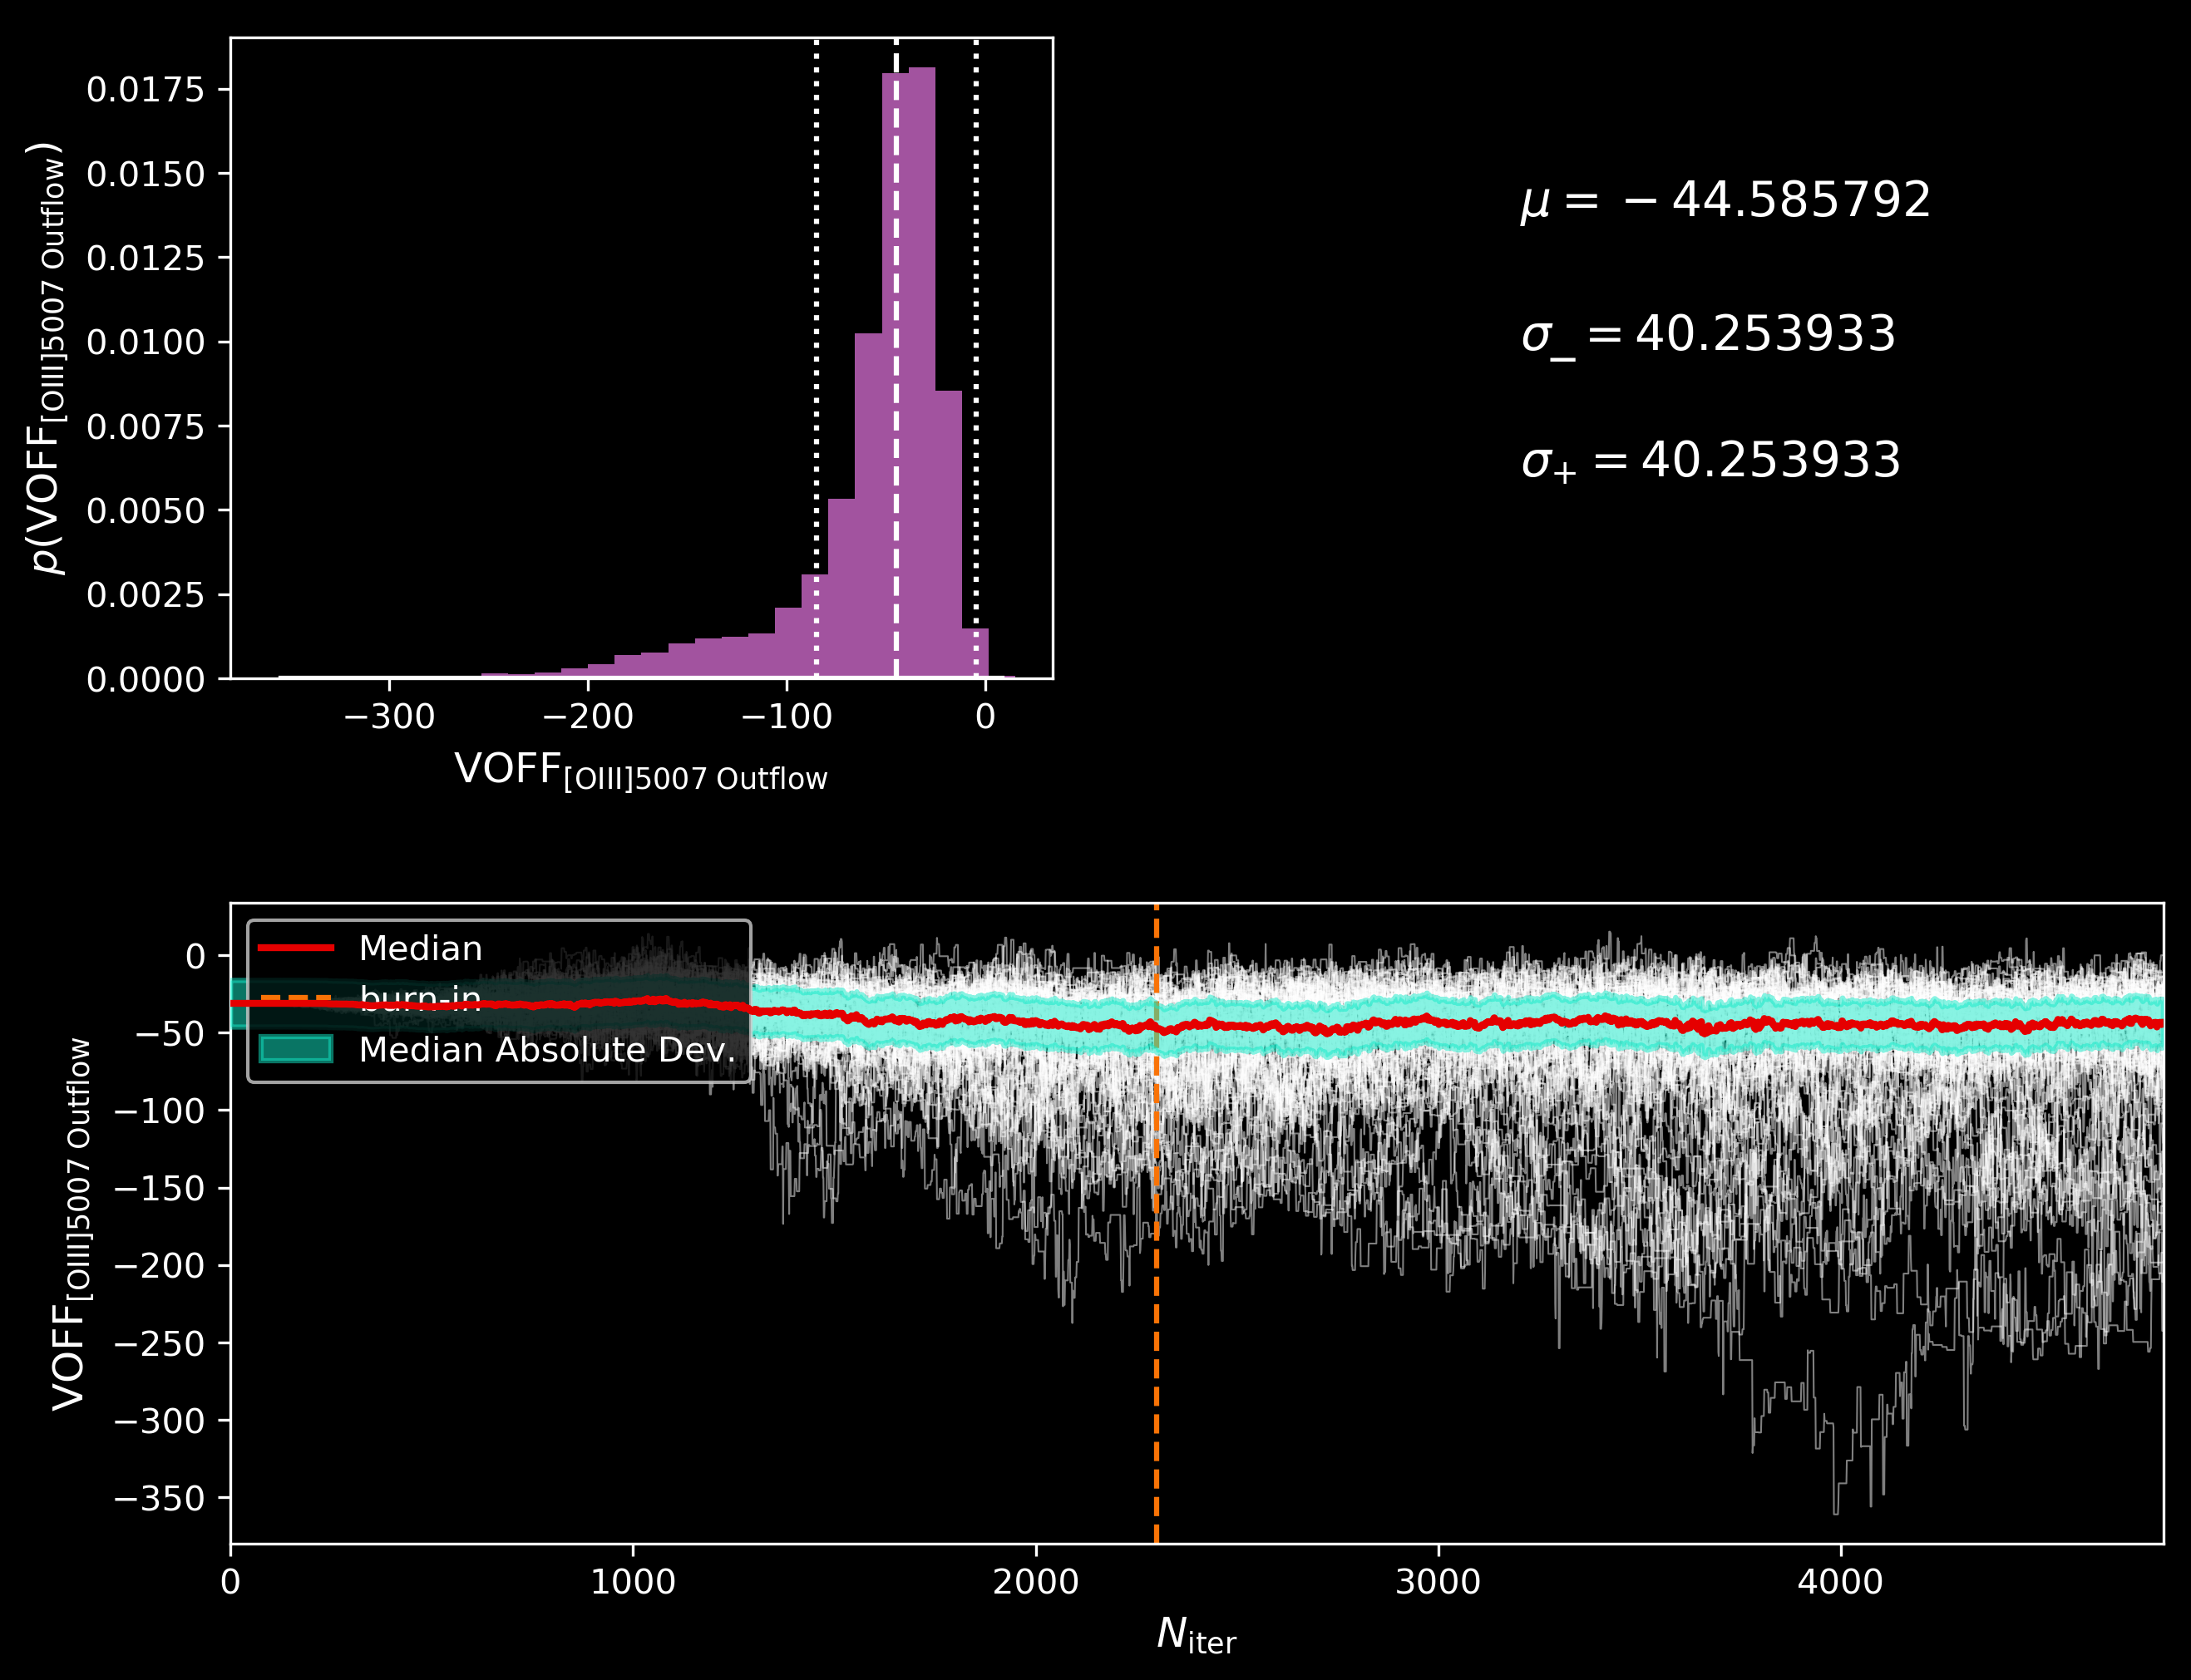 0.0175
0.0150
0.0125
0.0100
0.0075
0.0050
0.0025
0.0000
p(VOFF[OIII]5007 Outflow)
−300 −200 −100 0
VOFF[OIII]5007 Outflow
μ = − 44.585792
σ− = 40.253933
σ+ = 40.253933
0
−50
−100
−150
−200
−250
−300
−350
VOFF[OIII]5007 Outflow
Median
burn-in
Median Absolute Dev.
0 1000 2000 3000 4000
Niter